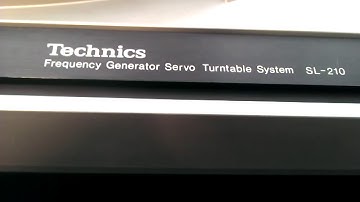 Technics
Frequency Generator Servo Turntable System SL-210